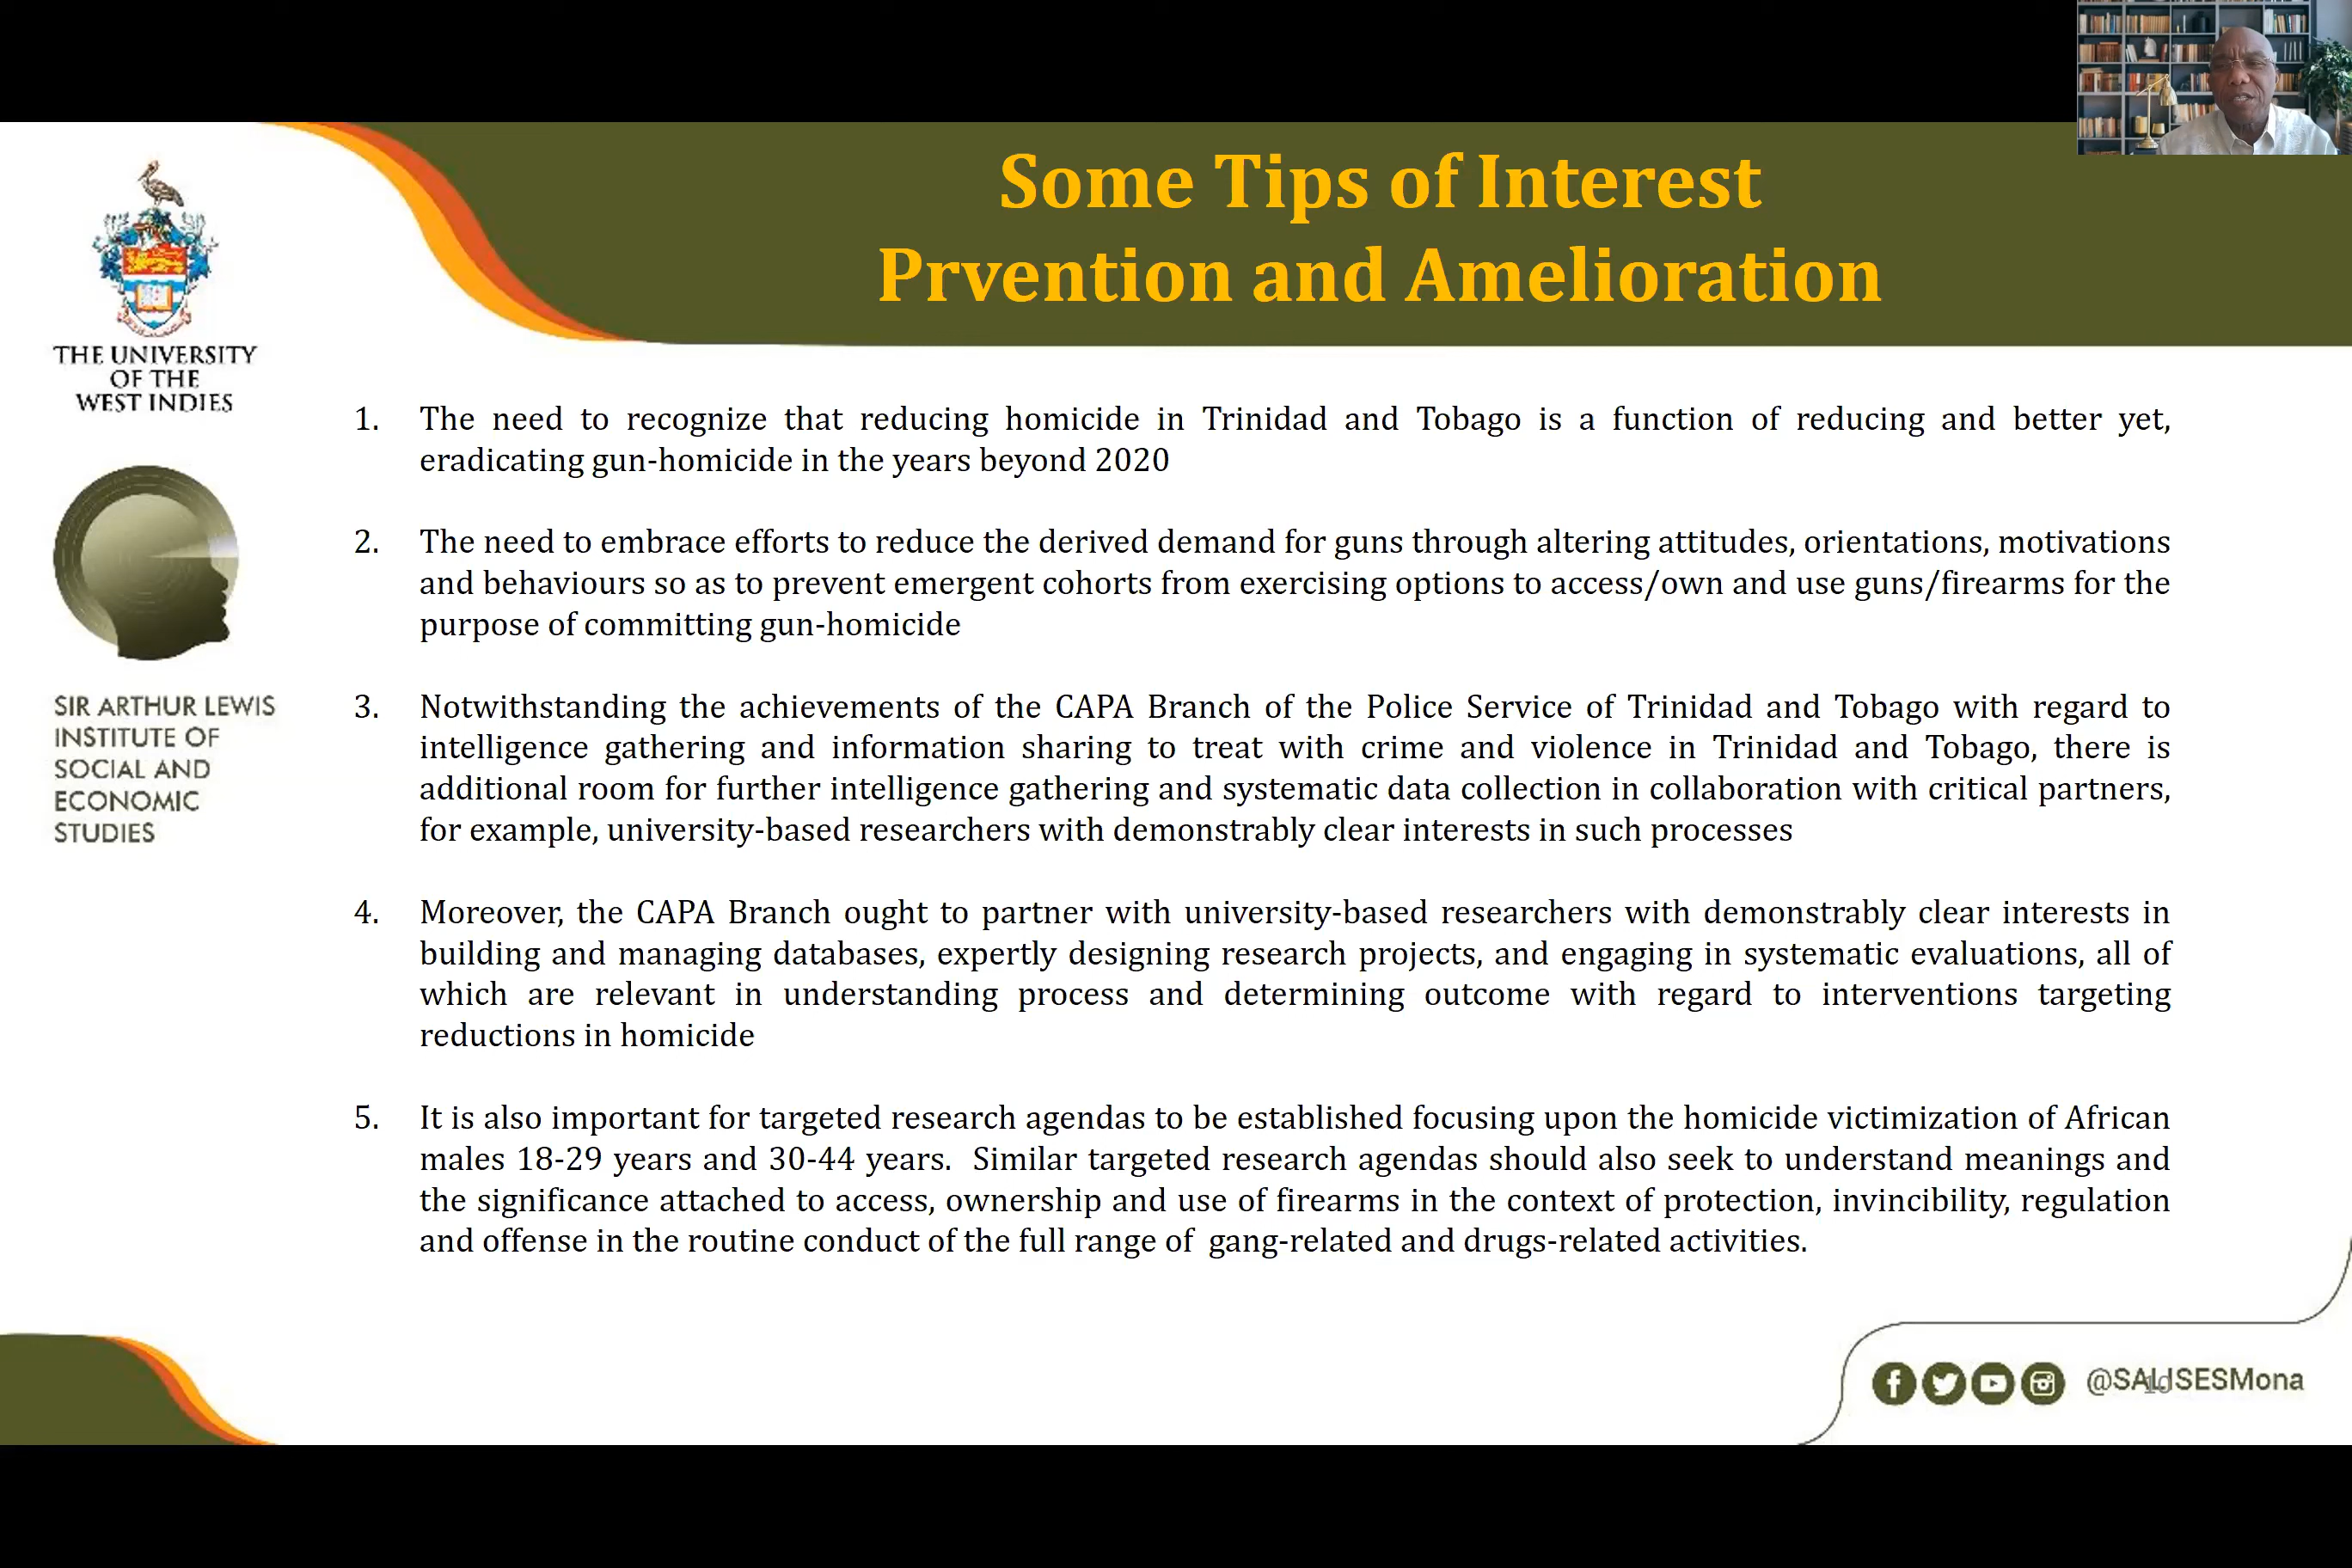 Some Tips of Interest
Prvention and Amelioration
THE UNIVERSITY
OF THE
WEST INDIES
SIR ARTHUR LEWIS
INSTITUTE OF
SOCIAL AND
ECONOMIC
STUDIES
1. The need to recognize that reducing homicide in Trinidad and Tobago is a function of reducing and better yet,
eradicating gun-homicide in the years beyond 2020
2. The need to embrace efforts to reduce the derived demand for guns through altering attitudes, orientations, motivations
and behaviours so as to prevent emergent cohorts from exercising options to access/own and use guns/firearms for the
purpose of committing gun-homicide
3. Notwithstanding the achievements of the CAPA Branch of the Police Service of Trinidad and Tobago with regard to
intelligence gathering and information sharing to treat with crime and violence in Trinidad and Tobago, there is
additional room for further intelligence gathering and systematic data collection in collaboration with critical partners,
for example, university-based researchers with demonstrably clear interests in such processes
4. Moreover, the CAPA Branch ought to partner with university-based researchers with demonstrably clear interests in
building and managing databases, expertly designing research projects, and engaging in systematic evaluations, all of
which are relevant in understanding process and determining outcome with regard to interventions targeting
reductions in homicide
5. It is also important for targeted research agendas to be established focusing upon the homicide victimization of African
males 18-29 years and 30-44 years. Similar targeted research agendas should also seek to understand meanings and
the significance attached to access, ownership and use of firearms in the context of protection, invincibility, regulation
and offense in the routine conduct of the full range of gang-related and drugs-related activities.
@SALISESMona
10